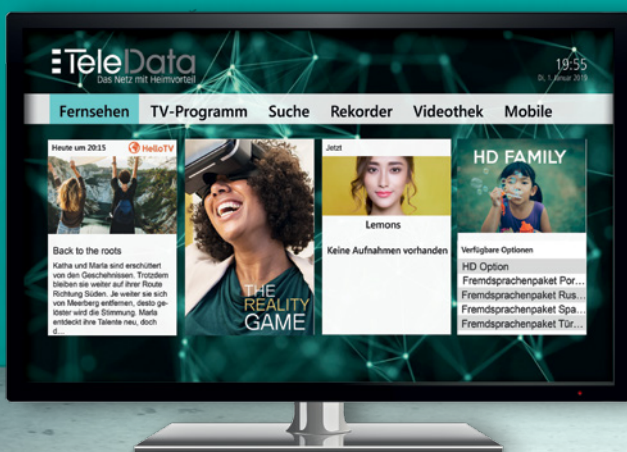 TeleData
Das Netz mit Heimvorteil
19:55
Di, 1. Januar 2019
Fernsehen TV-Programm Suche Rekorder Videothek Mobile
Heute um 20:15 HelloTV
Back to the roots
Katha und Marla sind erschüttert
von den Geschehnissen. Trotzdem
bleiben sie weiter auf ihrer Route
Richtung Süden. Je weiter sie sich
von Meerberg entfernen, desto ge-
löster wird die Stimmung. Marla
entdeckt ihre Talente neu, doch
d...
THE
REALITY
GAME
Jetzt
Lemons
Keine Aufnahmen vorhanden
HD FAMILY
Verfügbare Optionen
HD Option
Fremdsprachenpaket Por...
Fremdsprachenpaket Rus...
Fremdsprachenpaket Spa...
Fremdsprachenpaket Tür...